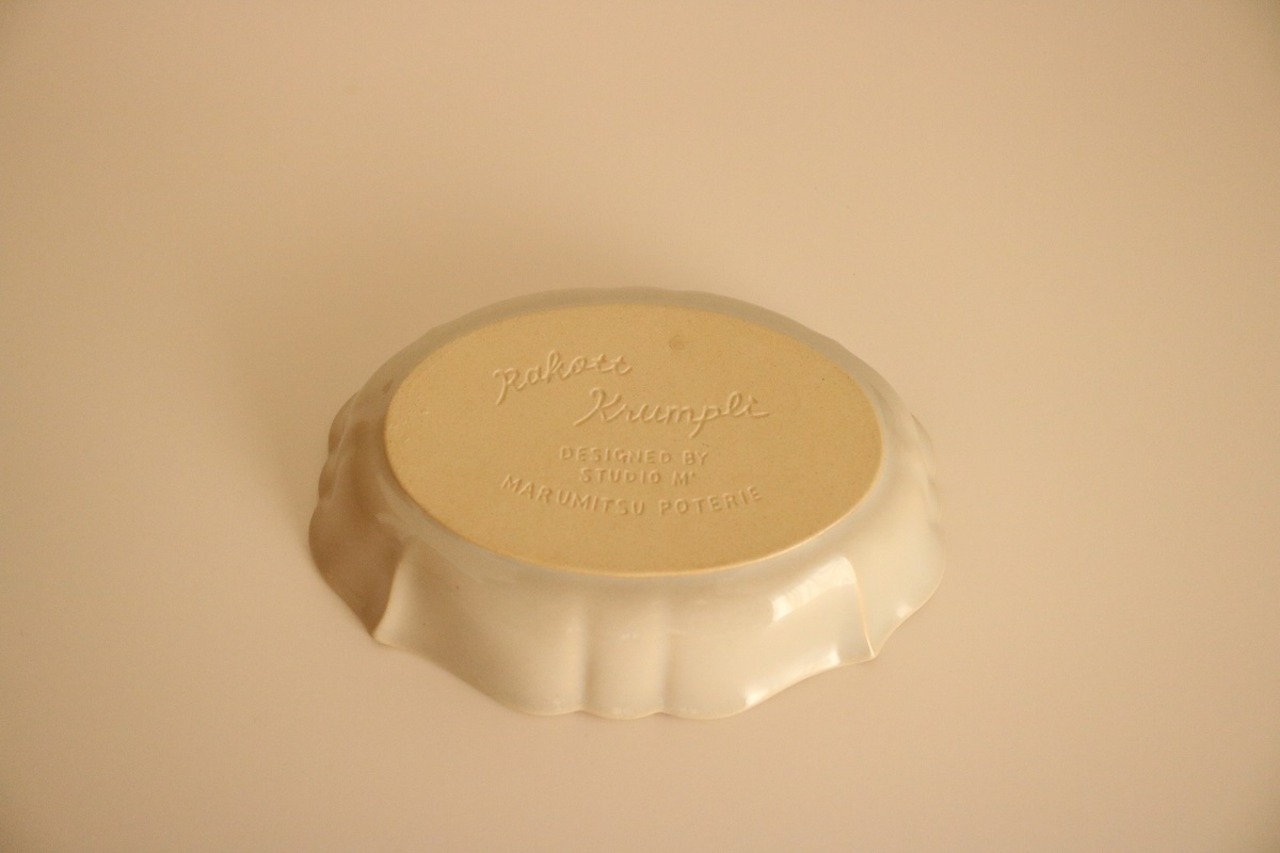 Rakott
Krumpli
DESIGNED BY
STUDIO M'
MARUMITSU POTERIE